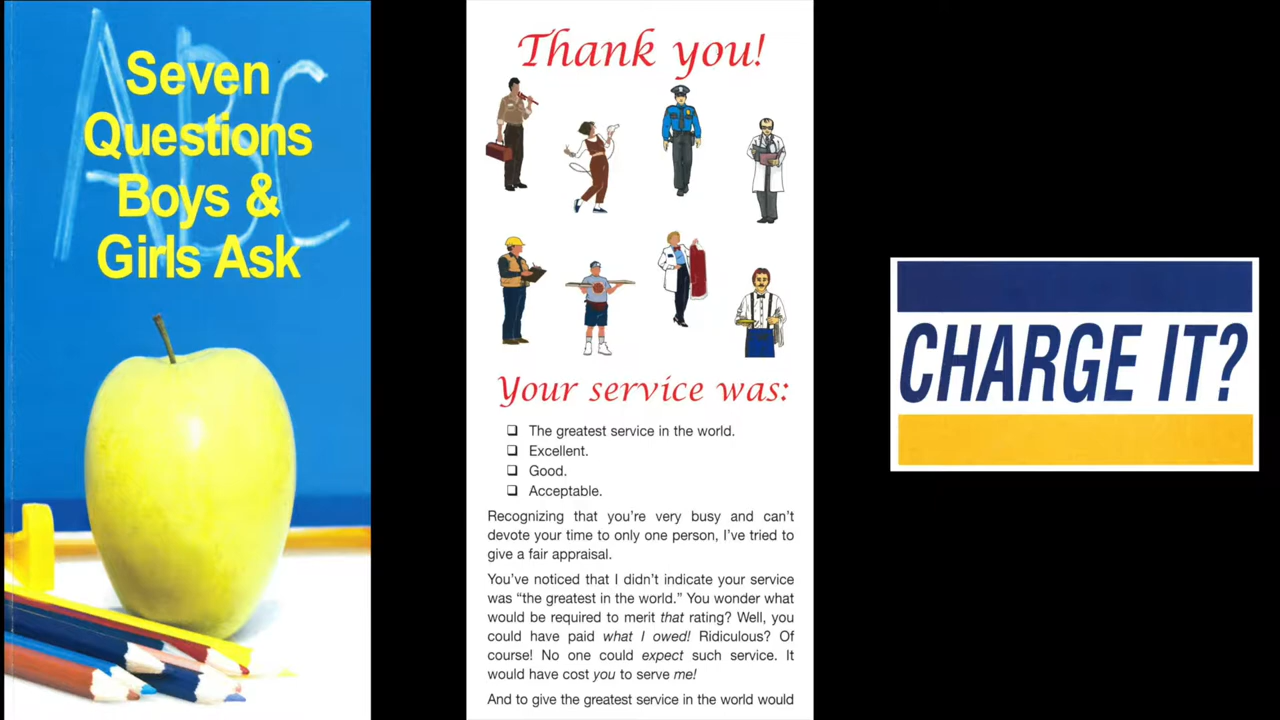 ABC
Seven
Questions
Boys &
Girls Ask
Thank you!
Your service was:
❑ The greatest service in the world.
❑ Excellent.
❑ Good.
❑ Acceptable.
Recognizing that you're very busy and can't
devote your time to only one person, I've tried to
give a fair appraisal.
You've noticed that I didn't indicate your service
was “the greatest in the world.” You wonder what
would be required to merit that rating? Well, you
could have paid what I owed! Ridiculous? Of
course! No one could expect such service. It
would have cost you to serve me!
And to give the greatest service in the world would
CHARGE IT?